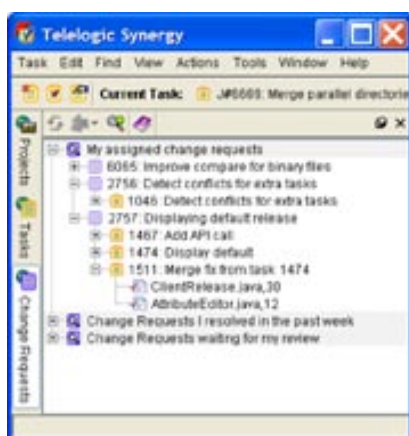 Telelogic Synergy
Task Edit Find View Actions Tools Window Help
Current Task: J#6669: Merge parallel directorie
My assigned change requests
6065: Improve compare for binary files
2756: Detect conflicts for extra tasks
1046: Detect conflicts for extra tasks
2757: Displaying default release
1467: Add API call
1474: Display default
1511: Merge fix from task 1474
ClientRelease.java,30
AttributeEditor.java,12
Change Requests I resolved in the past week
Change Requests waiting for my review
Projects
Tasks
Change Requests